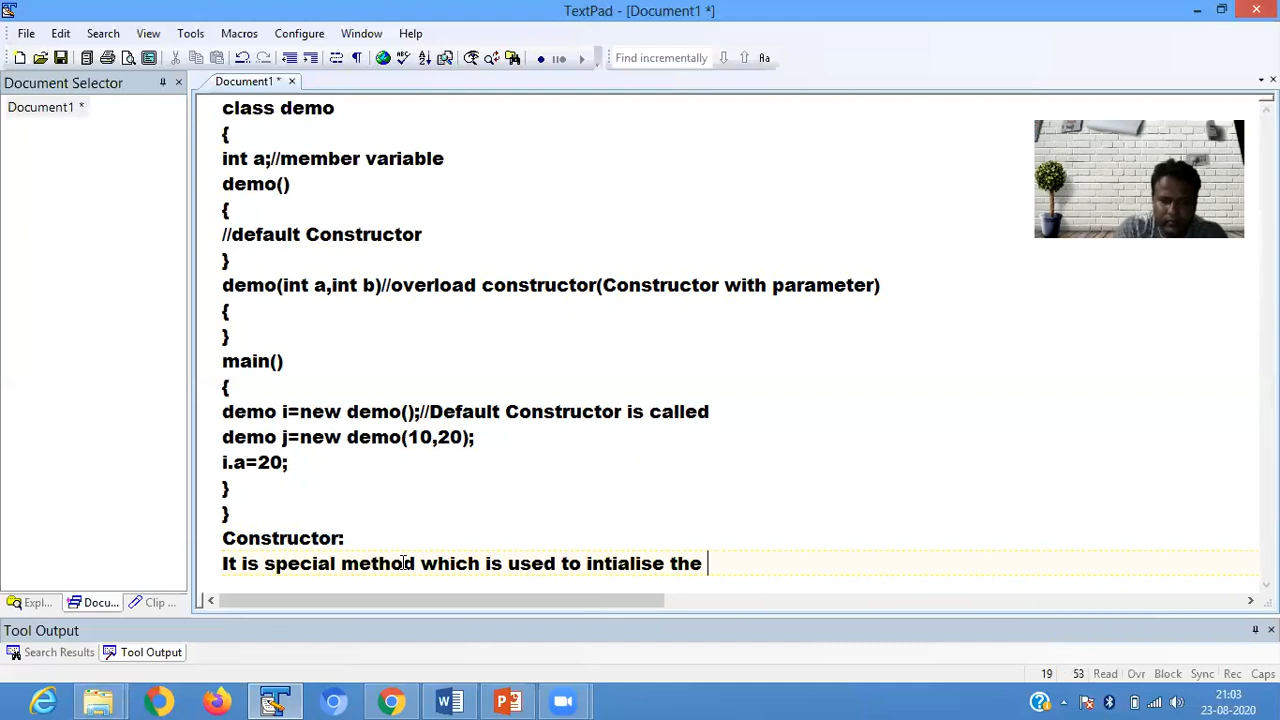 TextPad - [Document1 *]
File Edit Search View Tools Macros Configure Window Help
Find incrementally
Document Selector
Document1 *
Document1 *
class demo
{
int a;//member variable
demo()
{
//default Constructor
}
demo(int a,int b)//overload constructor(Constructor with parameter)
{
}
main()
{
demo i=new demo();//Default Constructor is called
demo j=new demo(10,20);
i.a=20;
}
}
Constructor:
It is special method which is used to intialise the
Expl... Docu... Clip ...
Tool Output
Search Results Tool Output
19 53 Read Ovr Block Sync Rec Caps
21:03
23-08-2020